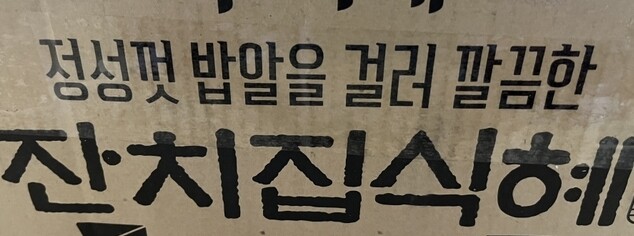 정성껏 밥알을 걸러 깔끔한
잔치집식혜